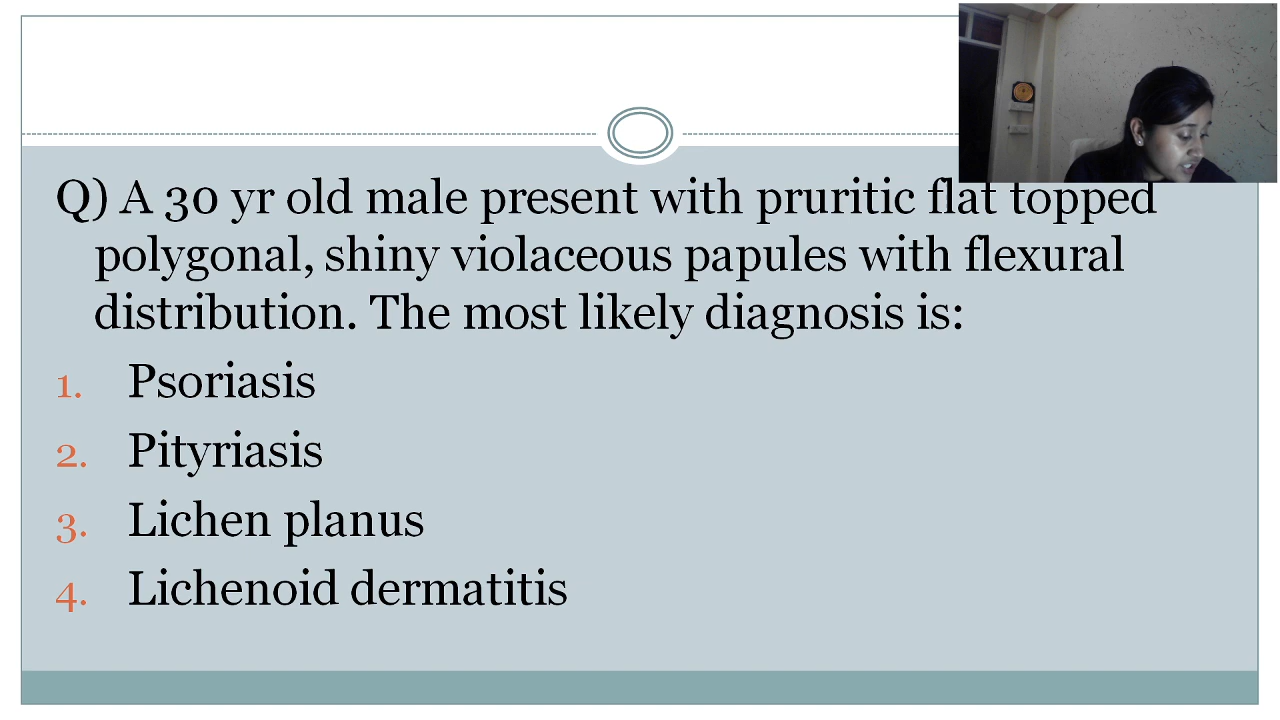 Q) A 30 yr old male present with pruritic flat topped
polygonal, shiny violaceous papules with flexural
distribution. The most likely diagnosis is:
1. Psoriasis
2. Pityriasis
3. Lichen planus
4. Lichenoid dermatitis